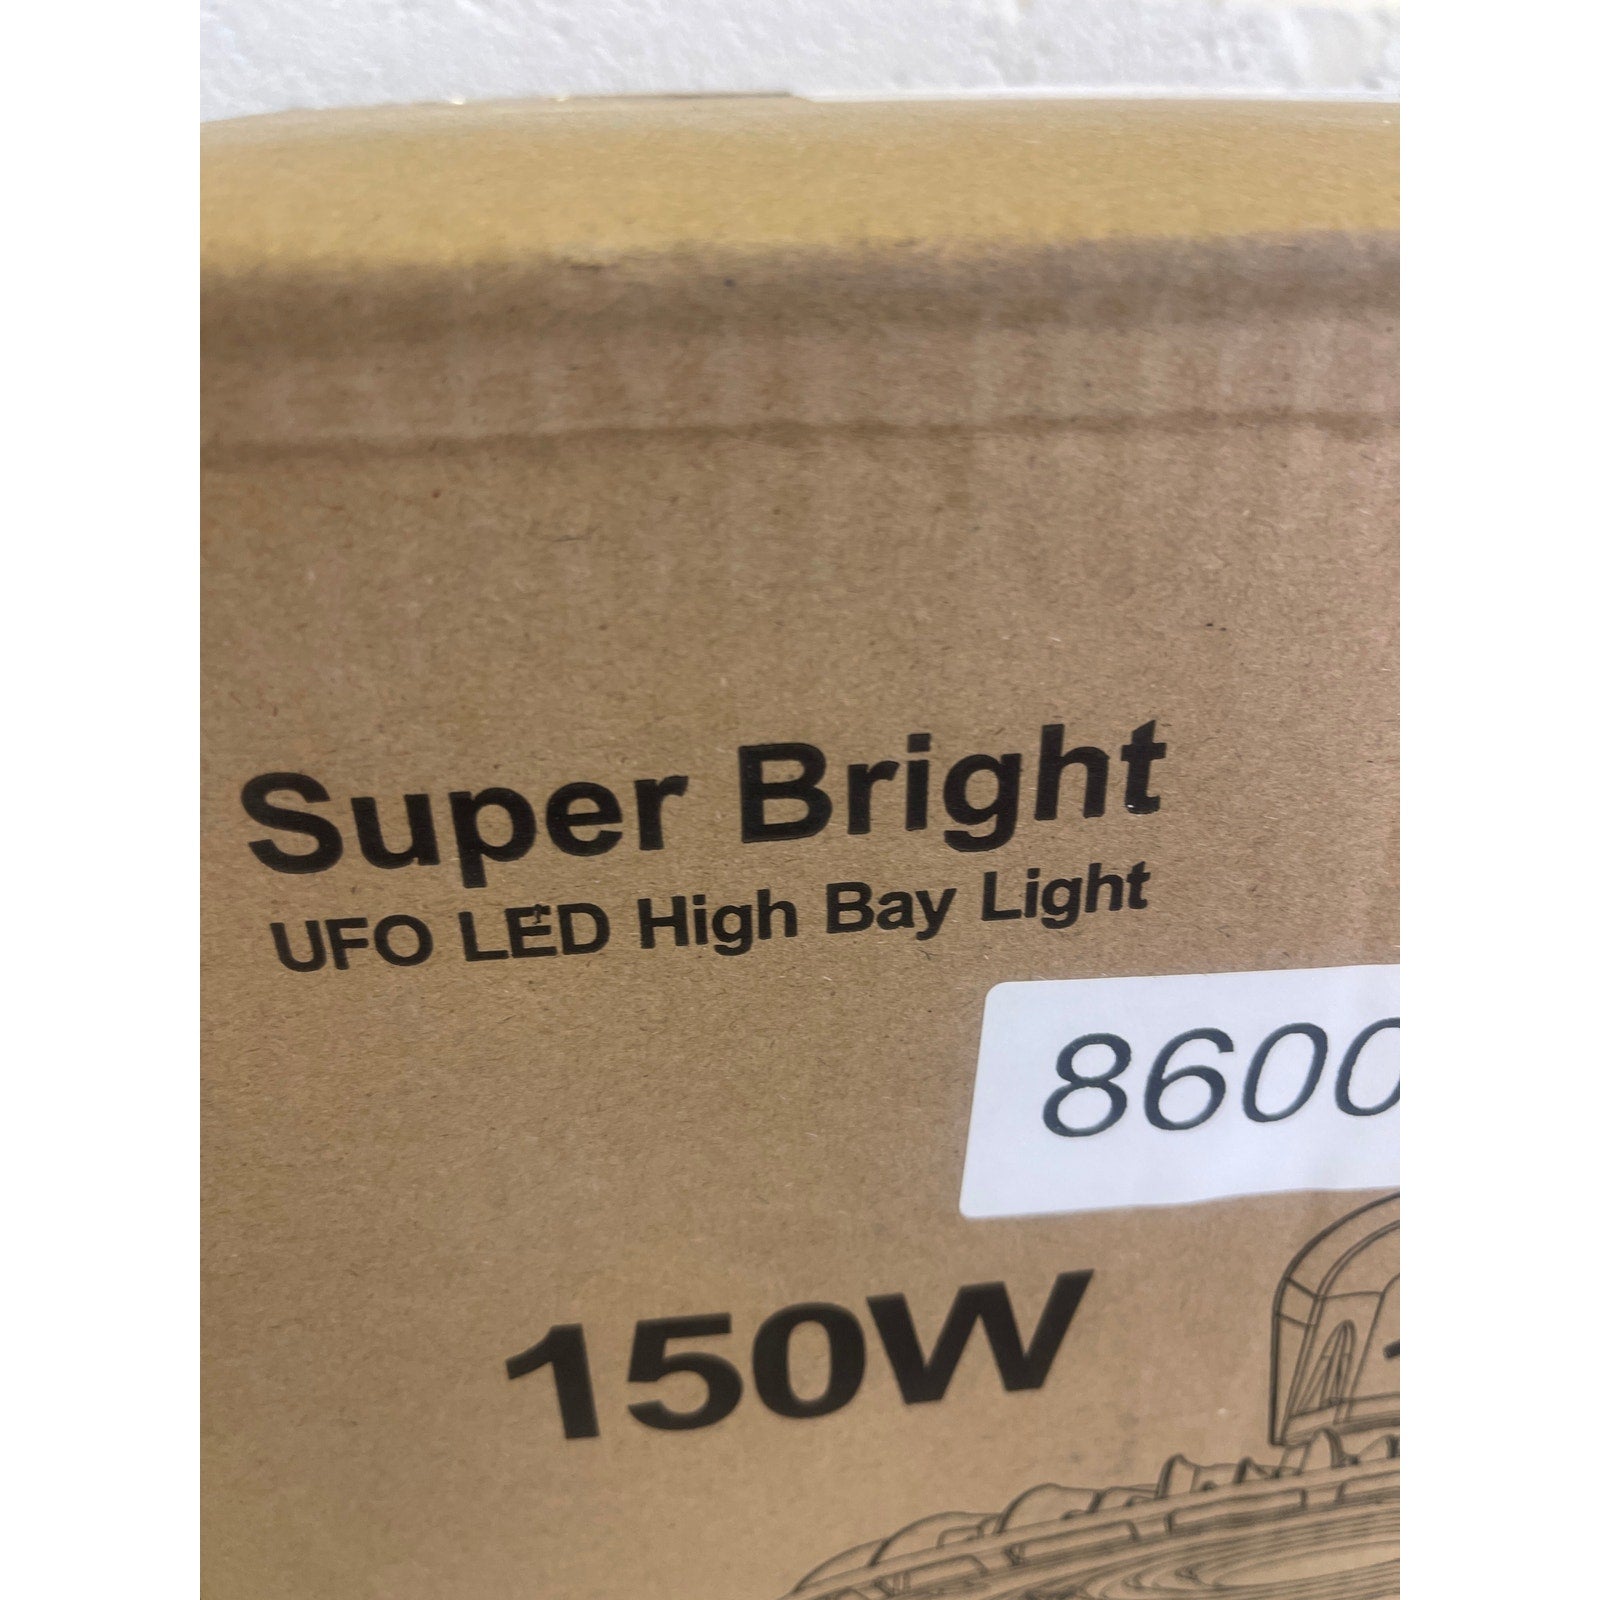 Super Bright
UFO LED High Bay Light
8600
150W